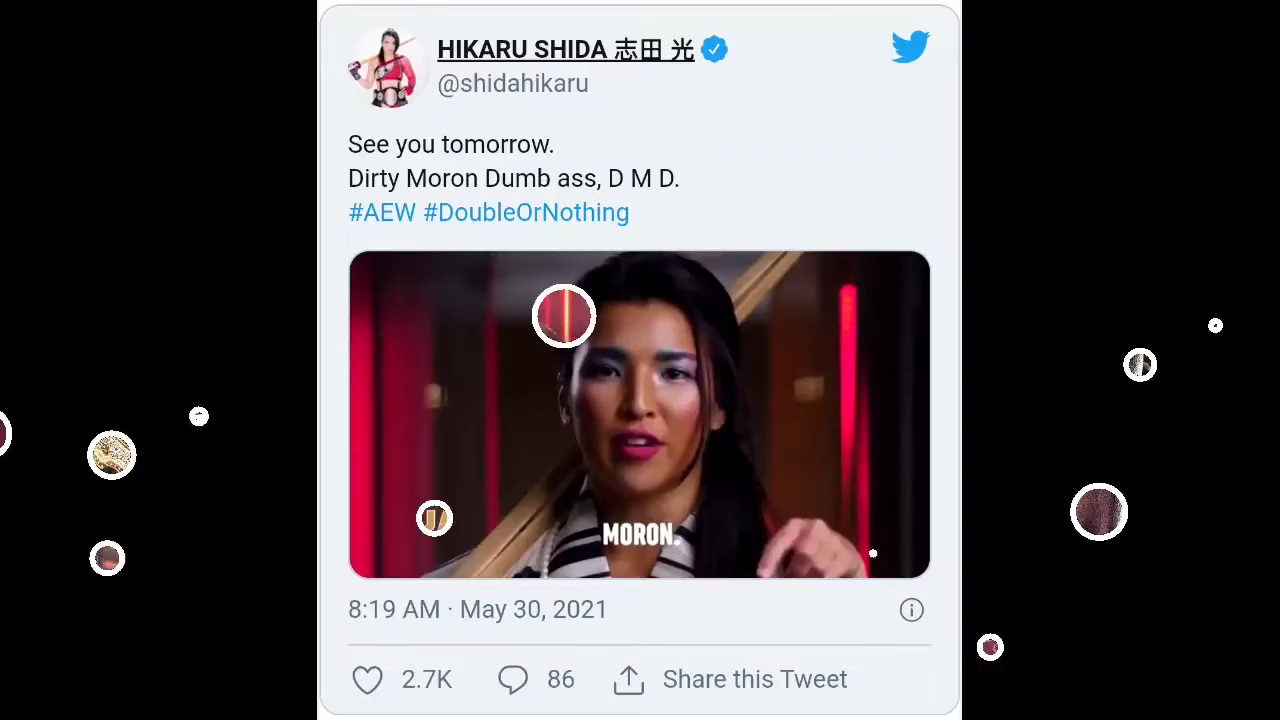 HIKARU SHIDA 志田 光
@shidahikaru
See you tomorrow.
Dirty Moron Dumb ass, D M D.
#AEW #DoubleOrNothing
MORON.
8:19 AM · May 30, 2021
2.7K 86 Share this Tweet